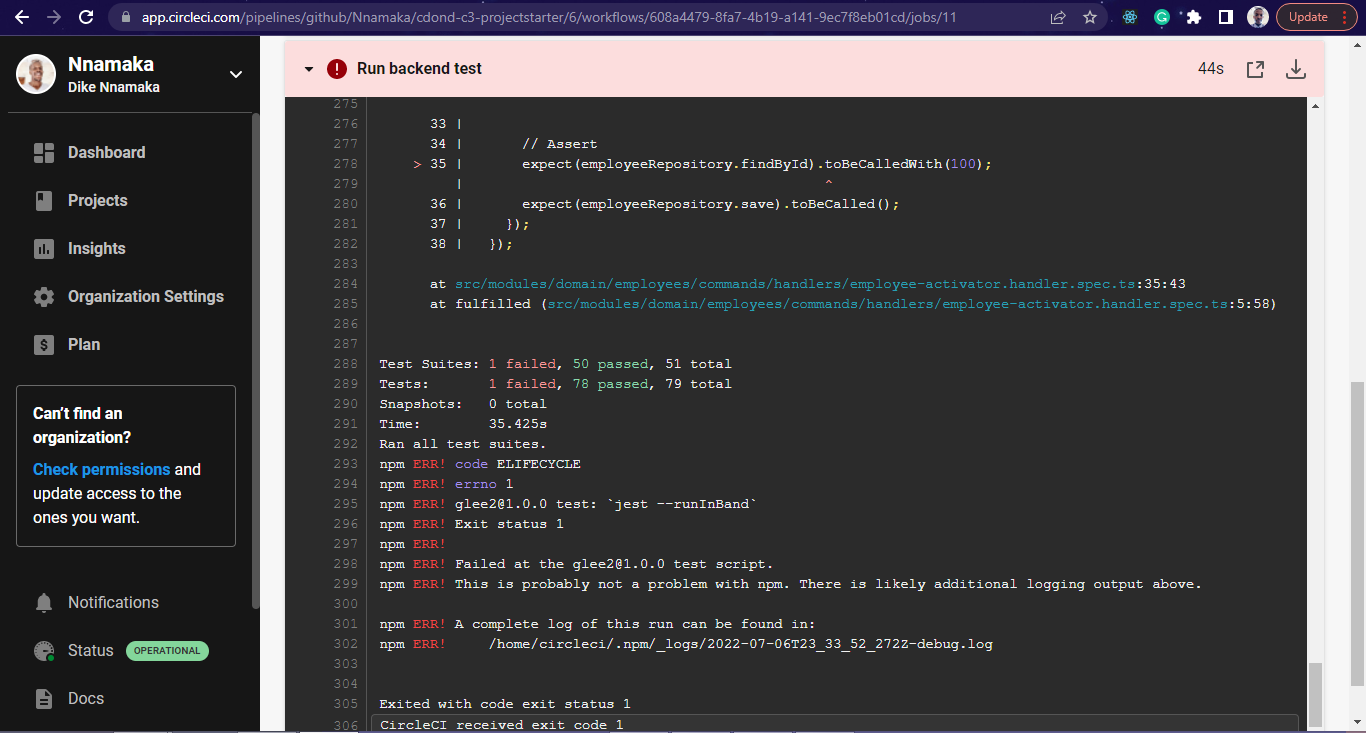 app.circleci.com/pipelines/github/Nnamaka/cdond-c3-projectstarter/6/workflows/608a4479-8fa7-4b19-a141-9ec7f8eb01cd/jobs/11
Update
Nnamaka
Dike Nnamaka
Dashboard
Projects
Insights
Organization Settings
Plan
Can't find an
organization?
Check permissions and
update access to the
ones you want.
Notifications
Status OPERATIONAL
Docs
Run backend test 44s
275
276 33 |
277 34 | // Assert
278 > 35 | expect(employeeRepository.findById).toBeCalledWith(100);
279 | ^
280 36 | expect(employeeRepository.save).toBeCalled();
281 37 | });
282 38 | });
283
284 at src/modules/domain/employees/commands/handlers/employee-activator.handler.spec.ts:35:43
285 at fulfilled (src/modules/domain/employees/commands/handlers/employee-activator.handler.spec.ts:5:58)
286
287
288 Test Suites: 1 failed, 50 passed, 51 total
289 Tests: 1 failed, 78 passed, 79 total
290 Snapshots: 0 total
291 Time: 35.425s
292 Ran all test suites.
293 npm ERR! code ELIFECYCLE
294 npm ERR! errno 1
295 npm ERR! glee2@1.0.0 test: `jest --runInBand`
296 npm ERR! Exit status 1
297 npm ERR!
298 npm ERR! Failed at the glee2@1.0.0 test script.
299 npm ERR! This is probably not a problem with npm. There is likely additional logging output above.
300
301 npm ERR! A complete log of this run can be found in:
302 npm ERR! /home/circleci/.npm/_logs/2022-07-06T23_33_52_272Z-debug.log
303
304
305 Exited with code exit status 1
306 CircleCI received exit code 1